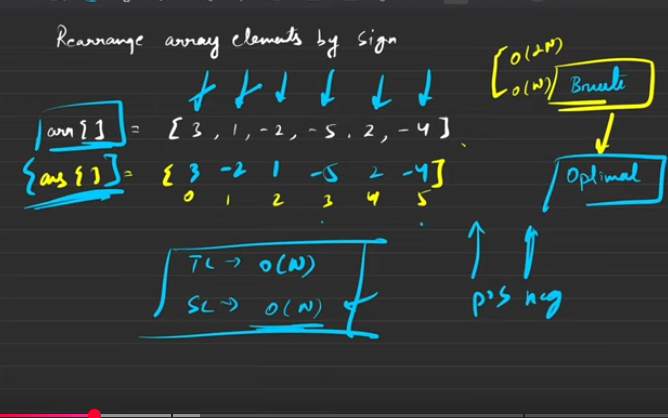 Rearrange array elements by sign
[O(2N)
O(N)] Brute
arr[] = [3, 1, -2, -5, 2, -4]
{ans[]} = [3 -2 1 -5 2 -4]
0 1 2 3 4 5
Optimal
TC → O(N)
SC → O(N)
pos neg